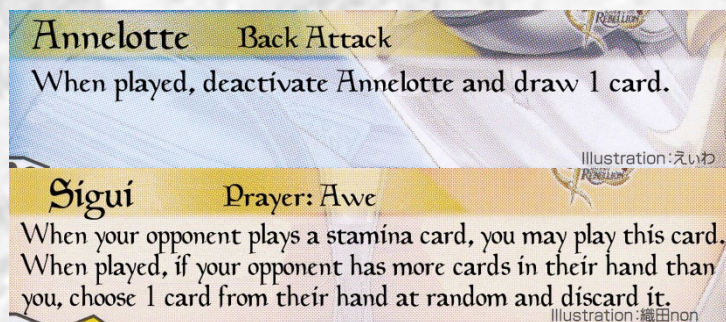 Annelotte Back Attack
REBELLION
When played, deactivate Annelotte and draw 1 card.
Illustration:えぃわ
Sigui Prayer: Awe
REBELLION
When your opponent plays a stamina card, you may play this card.
When played, if your opponent has more cards in their hand than
you, choose 1 card from their hand at random and discard it.
Illustration:織田non